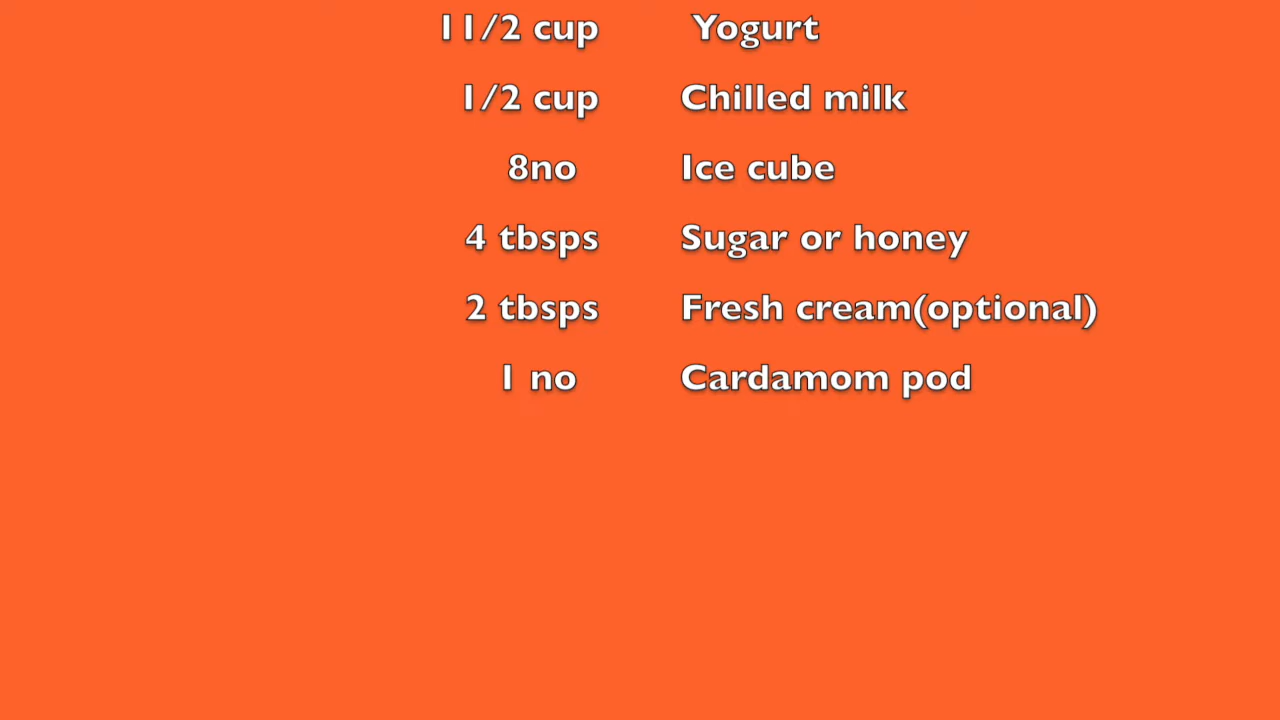 11/2 cup Yogurt
1/2 cup Chilled milk
8no Ice cube
4 tbsps Sugar or honey
2 tbsps Fresh cream(optional)
1 no Cardamom pod